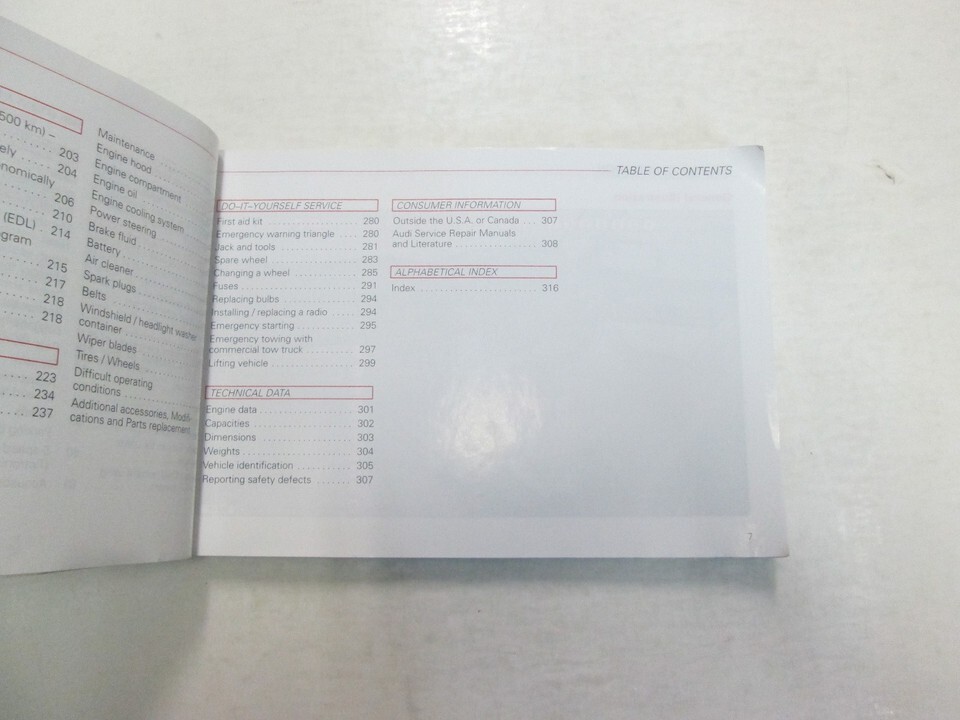 500 km) –
. . . . . . 203
ely . . . . . 204
nomically
. . . . . . 206
. . . . . . 210
(EDL) . 214
gram
. . . . . . 215
. . . . . . 217
. . . . . . 218
. . . . . . 218
. . . . . 223
. . . . . 234
. . . . . 237
Maintenance . . . . . .
Engine hood . . . . . .
Engine compartment
Engine oil . . . . . .
Engine cooling system
Power steering . . . . . .
Brake fluid . . . . . .
Battery . . . . . .
Air cleaner . . . . . .
Spark plugs . . . . . .
Belts . . . . . .
Windshield / headlight washer
container . . . . . .
Wiper blades . . . . . .
Tires / Wheels . . . . . .
Difficult operating
conditions . . . . . .
Additional accessories, Modifi-
cations and Parts replacement
TABLE OF CONTENTS
DO–IT–YOURSELF SERVICE
First aid kit . . . . . . 280
Emergency warning triangle . . . . 280
Jack and tools . . . . . . 281
Spare wheel . . . . . . 283
Changing a wheel . . . . . . 285
Fuses . . . . . . 291
Replacing bulbs . . . . . . 294
Installing / replacing a radio . . . . 294
Emergency starting . . . . . . 295
Emergency towing with
commercial tow truck . . . . . . 297
Lifting vehicle . . . . . . 299
TECHNICAL DATA
Engine data . . . . . . 301
Capacities . . . . . . 302
Dimensions . . . . . . 303
Weights . . . . . . 304
Vehicle identification . . . . . . 305
Reporting safety defects . . . . . . 307
CONSUMER INFORMATION
Outside the U.S.A. or Canada . . . 307
Audi Service Repair Manuals
and Literature . . . . . . 308
ALPHABETICAL INDEX
Index . . . . . . 316
7